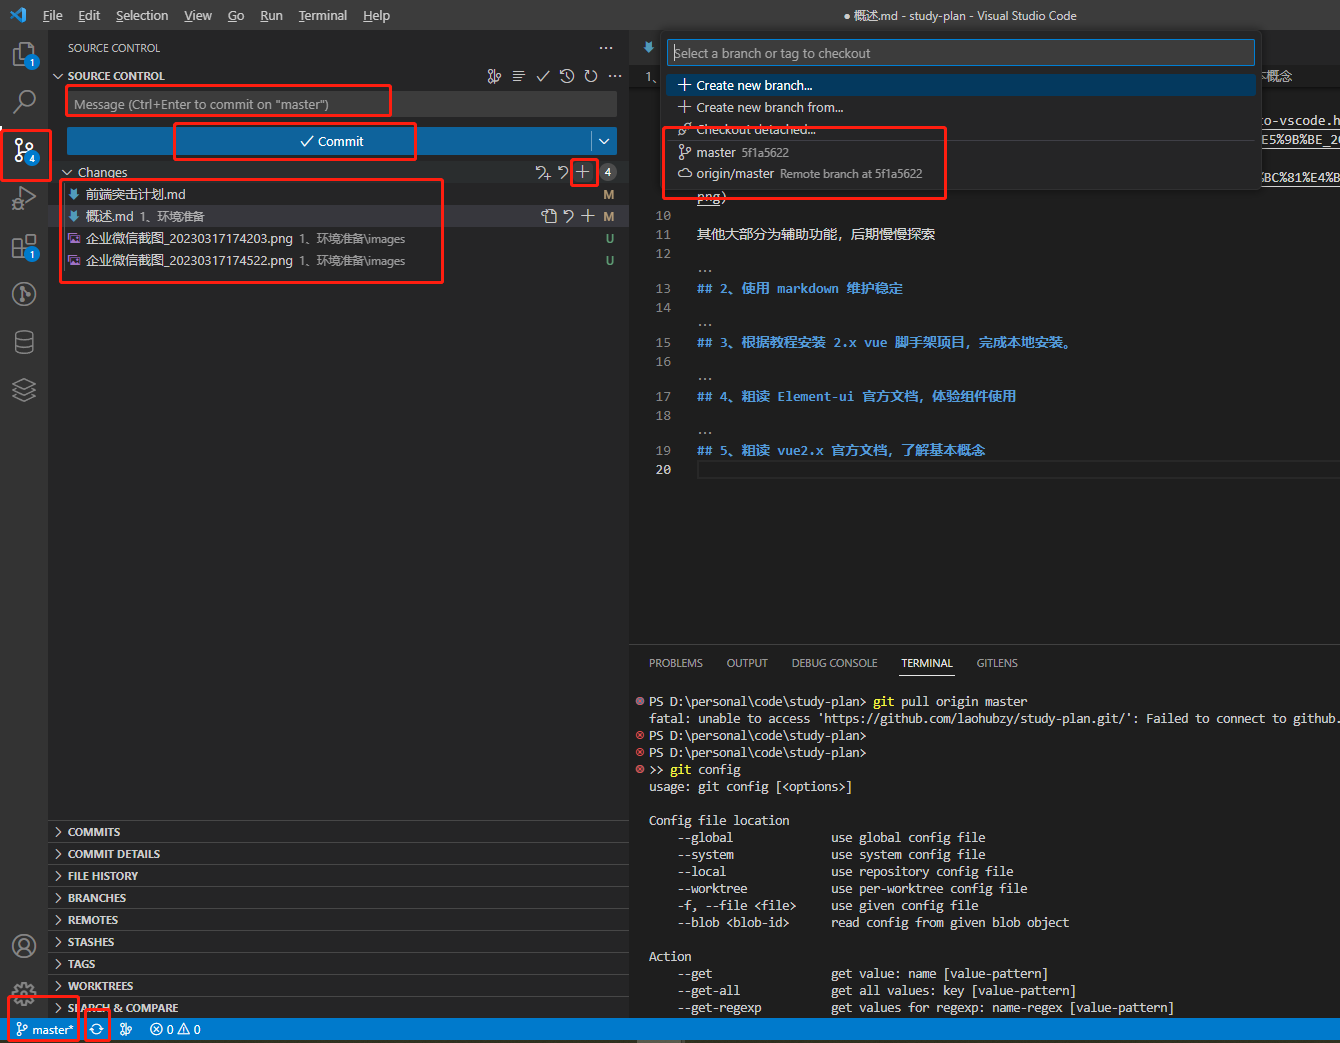 File Edit Selection View Go Run Terminal Help
● 概述.md - study-plan - Visual Studio Code
SOURCE CONTROL
SOURCE CONTROL
Message (Ctrl+Enter to commit on "master")
Commit
Changes
4
前端突击计划.md M
概述.md 1、环境准备 M
企业微信截图_20230317174203.png 1、环境准备\images U
企业微信截图_20230317174522.png 1、环境准备\images U
1
4
1
COMMITS
COMMIT DETAILS
FILE HISTORY
BRANCHES
REMOTES
STASHES
TAGS
WORKTREES
SEARCH & COMPARE
master*
0 0
Select a branch or tag to checkout
Create new branch...
Create new branch from...
Checkout detached...
master 5f1a5622
origin/master Remote branch at 5f1a5622
1、
概念
to-vscode.h
E5%9B%BE_20
BC%81%E4%B
png)
10
11 其他大部分为辅助功能，后期慢慢探索
12
...
13 ## 2、使用 markdown 维护稳定
14
...
15 ## 3、根据教程安装 2.x vue 脚手架项目，完成本地安装。
16
...
17 ## 4、粗读 Element-ui 官方文档，体验组件使用
18
...
19 ## 5、粗读 vue2.x 官方文档，了解基本概念
20
PROBLEMS OUTPUT DEBUG CONSOLE TERMINAL GITLENS
PS D:\personal\code\study-plan> git pull origin master
fatal: unable to access 'https://github.com/laohubzy/study-plan.git/': Failed to connect to github.
PS D:\personal\code\study-plan>
PS D:\personal\code\study-plan>
>> git config
usage: git config [<options>]
Config file location
--global use global config file
--system use system config file
--local use repository config file
--worktree use per-worktree config file
-f, --file <file> use given config file
--blob <blob-id> read config from given blob object
Action
--get get value: name [value-pattern]
--get-all get all values: key [value-pattern]
--get-regexp get values for regexp: name-regex [value-pattern]